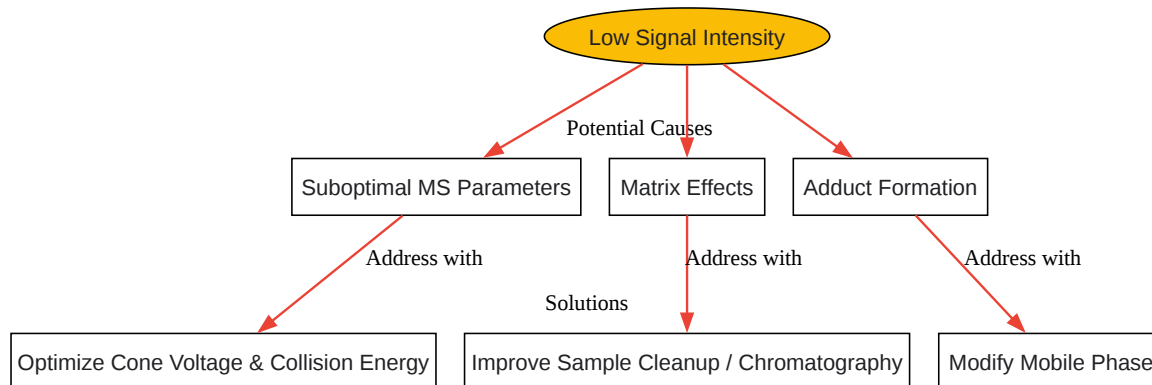 Low Signal Intensity
Potential Causes
Suboptimal MS Parameters
Matrix Effects
Adduct Formation
Address with
Address with
Address with
Solutions
Optimize Cone Voltage & Collision Energy
Improve Sample Cleanup / Chromatography
Modify Mobile Phase